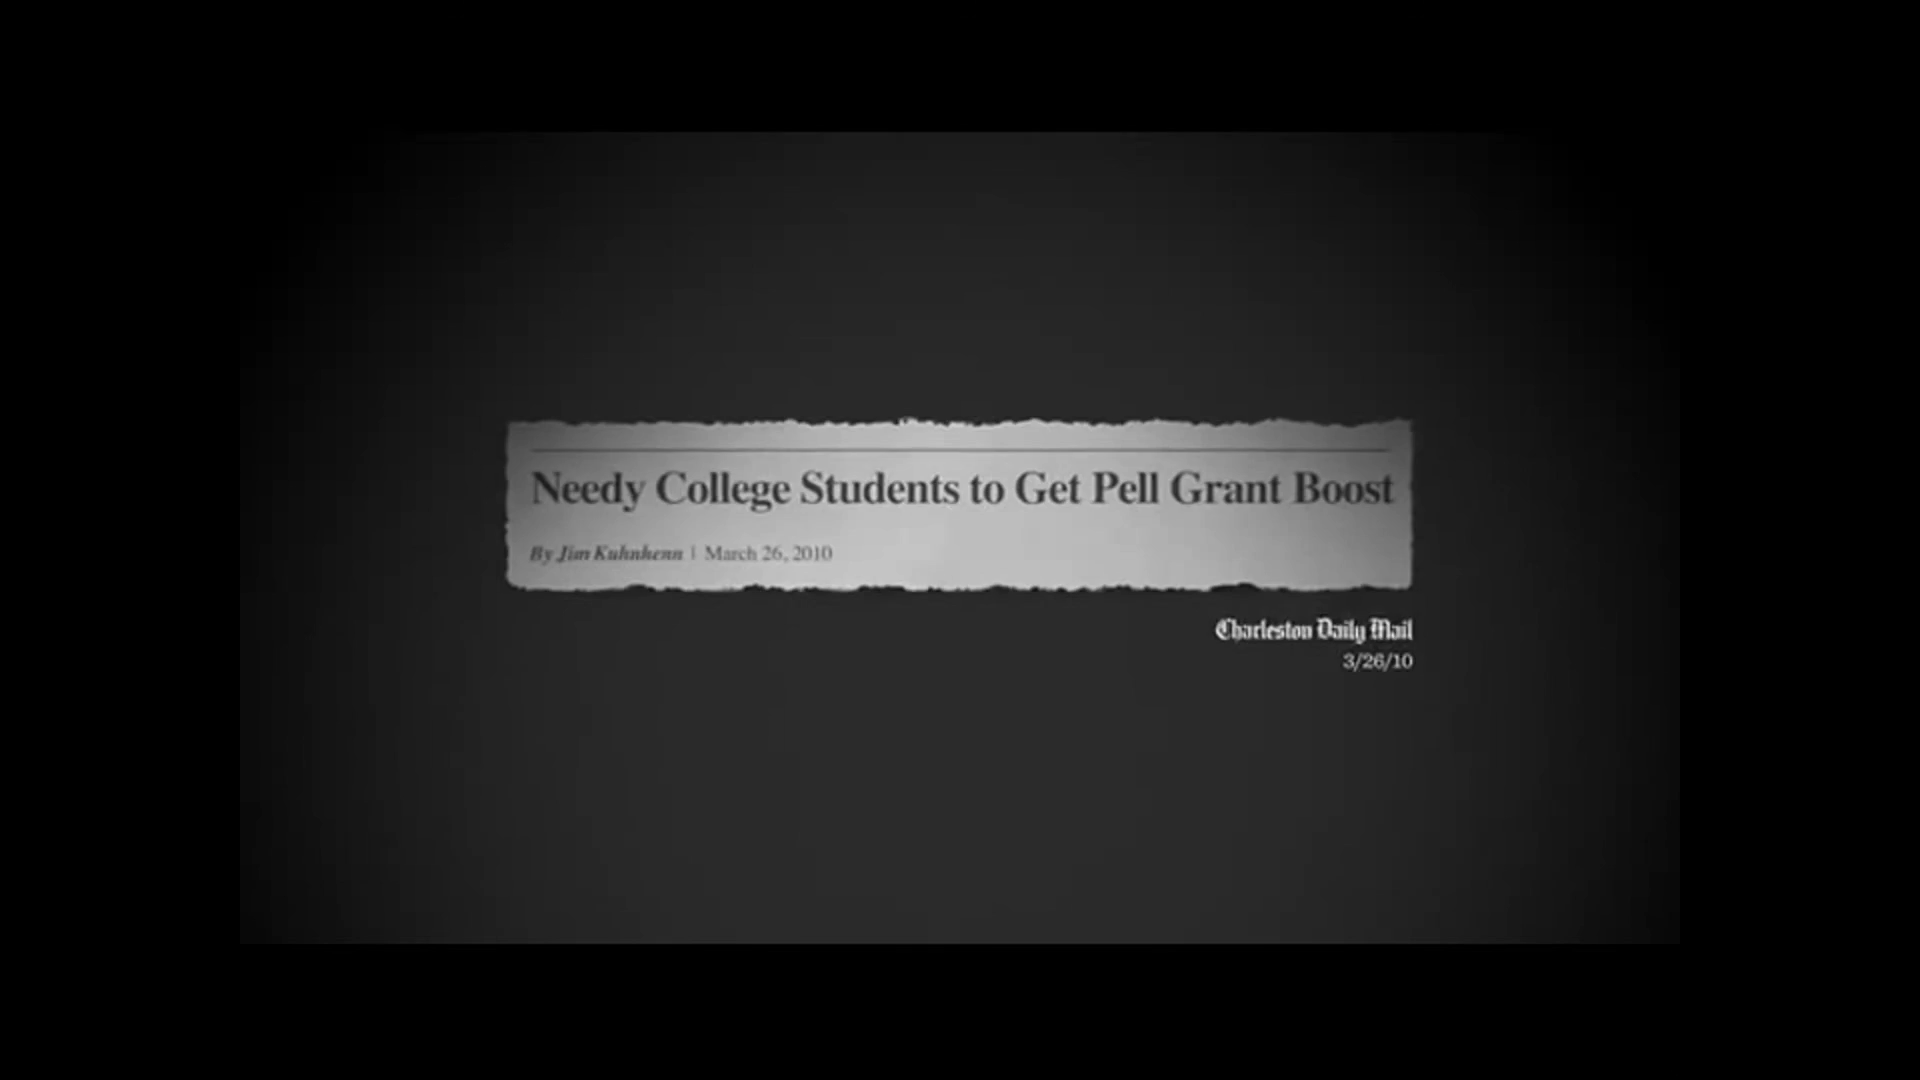 Needy College Students to Get Pell Grant Boost
By Jim Kuhnhenn | March 26, 2010
Charleston Daily Mail
3/26/10